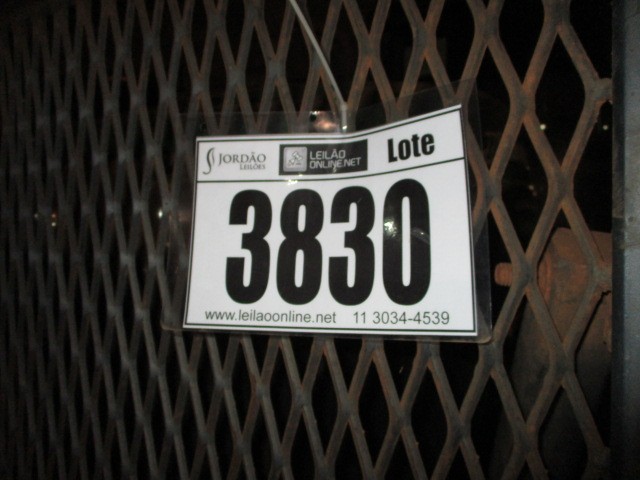 JORDÃO LEILÕES LEILÃO ONLINE.NET Lote
3830
www.leilaoonline.net 11 3034-4539